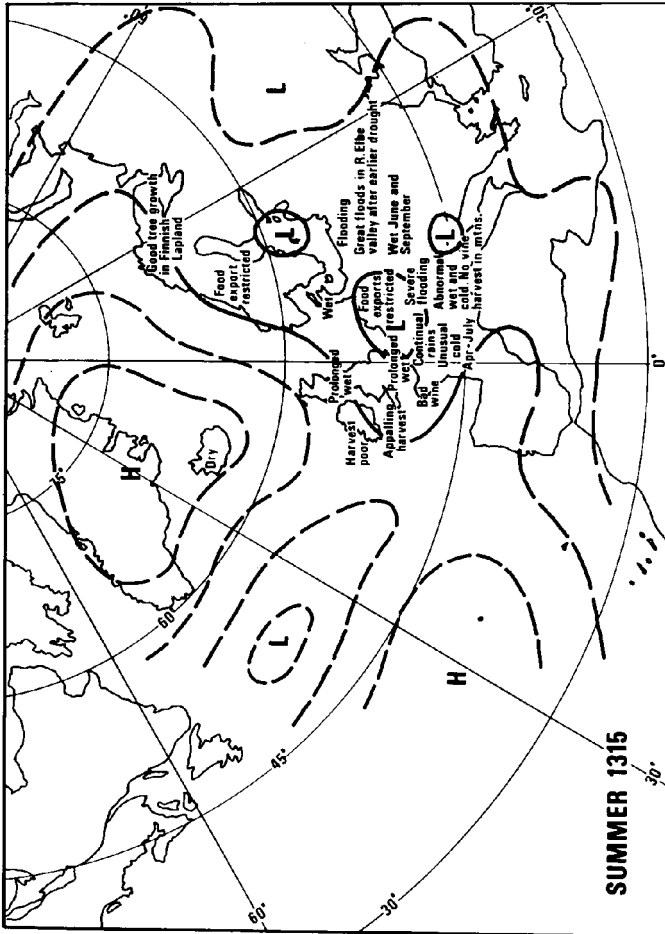 Good tree growth
in Finnish
Lapland
Food
export
restricted
L
L
Flooding
Great floods in R. Elbe
valley after earlier drought
Wet June and
September
Wet
Food exports
restricted
Severe
flooding
L
Abnormal
wet and
cold. No vine
harvest in mtns.
Prolonged
wet
Prolonged
wet
L
Continual
rains
Unusual
cold
Apr-July
Harvest
poor
Appalling
harvest
Bad
wine
Dry
H
L
H
75°
60°
45°
30°
60°
30°
0°
30°
SUMMER 1315